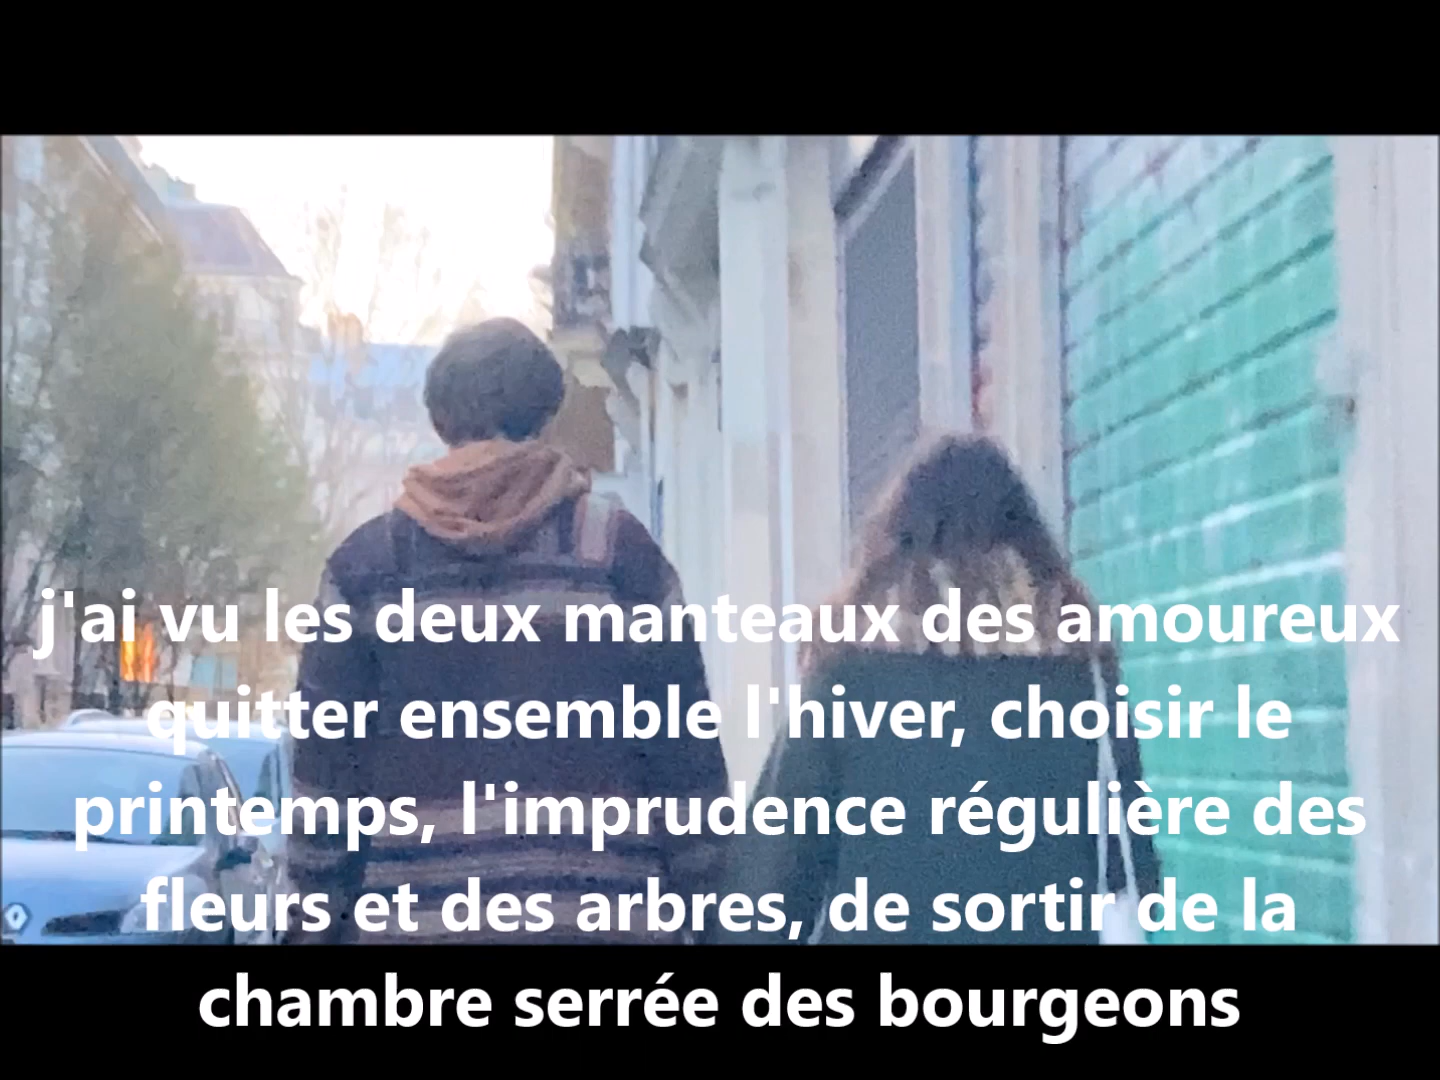 j'ai vu les deux manteaux des amoureux
quitter ensemble l'hiver, choisir le
printemps, l'imprudence régulière des
fleurs et des arbres, de sortir de la
chambre serrée des bourgeons